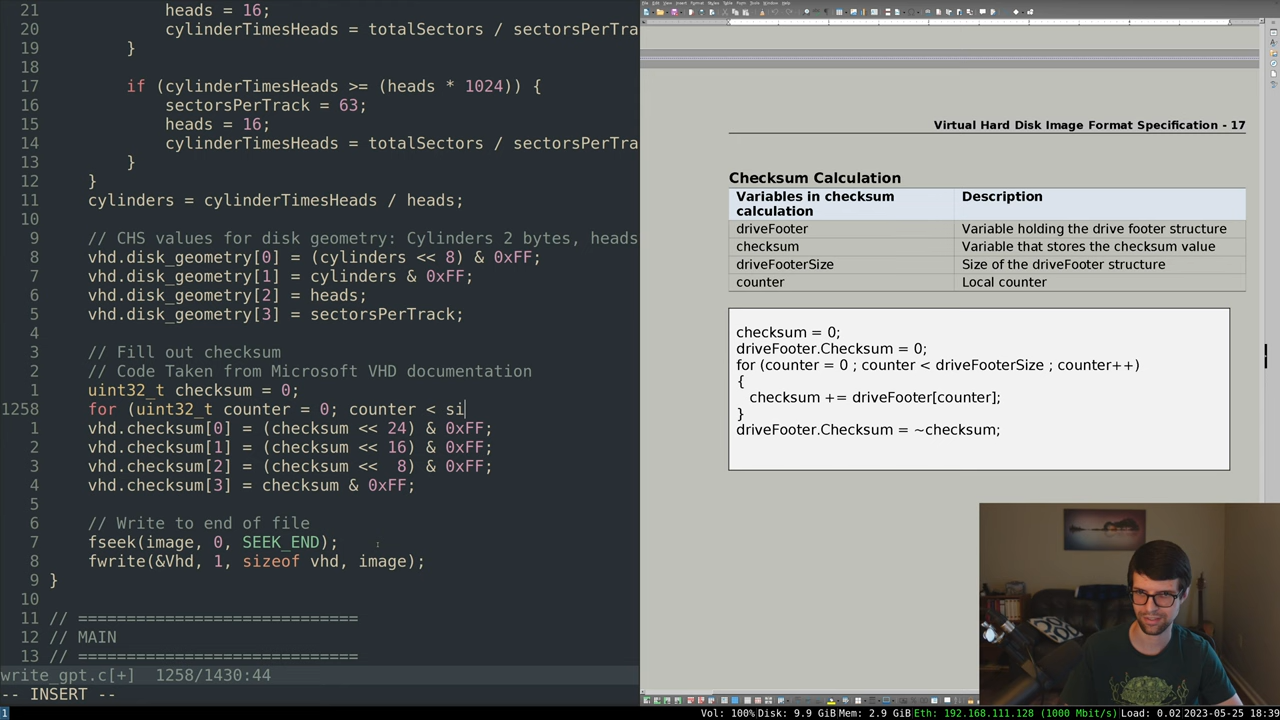 21 heads = 16;
20 cylinderTimesHeads = totalSectors / sectorsPerTra
19 }
18
17 if (cylinderTimesHeads >= (heads * 1024)) {
16 sectorsPerTrack = 63;
15 heads = 16;
14 cylinderTimesHeads = totalSectors / sectorsPerTra
13 }
12 }
11 cylinders = cylinderTimesHeads / heads;
10
9 // CHS values for disk geometry: Cylinders 2 bytes, heads
8 vhd.disk_geometry[0] = (cylinders << 8) & 0xFF;
7 vhd.disk_geometry[1] = cylinders & 0xFF;
6 vhd.disk_geometry[2] = heads;
5 vhd.disk_geometry[3] = sectorsPerTrack;
4
3 // Fill out checksum
2 // Code Taken from Microsoft VHD documentation
1 uint32_t checksum = 0;
1258 for (uint32_t counter = 0; counter < si
1 vhd.checksum[0] = (checksum << 24) & 0xFF;
2 vhd.checksum[1] = (checksum << 16) & 0xFF;
3 vhd.checksum[2] = (checksum <<  8) & 0xFF;
4 vhd.checksum[3] = checksum & 0xFF;
5
6 // Write to end of file
7 fseek(image, 0, SEEK_END);
8 fwrite(&Vhd, 1, sizeof vhd, image);
9 }
10
11 // =============================
12 // MAIN
13 // =============================
write_gpt.c[+] 1258/1430:44
-- INSERT --
Virtual Hard Disk Image Format Specification - 17
Checksum Calculation
Variables in checksum calculation Description
driveFooter Variable holding the drive footer structure
checksum Variable that stores the checksum value
driveFooterSize Size of the driveFooter structure
counter Local counter
checksum = 0;
driveFooter.Checksum = 0;
for (counter = 0 ; counter < driveFooterSize ; counter++)
{
checksum += driveFooter[counter];
}
driveFooter.Checksum = ~checksum;
1 Vol: 100% Disk: 9.9 GiB Mem: 2.9 GiB Eth: 192.168.111.128 (1000 Mbit/s) Load: 0.02 2023-05-25 18:39